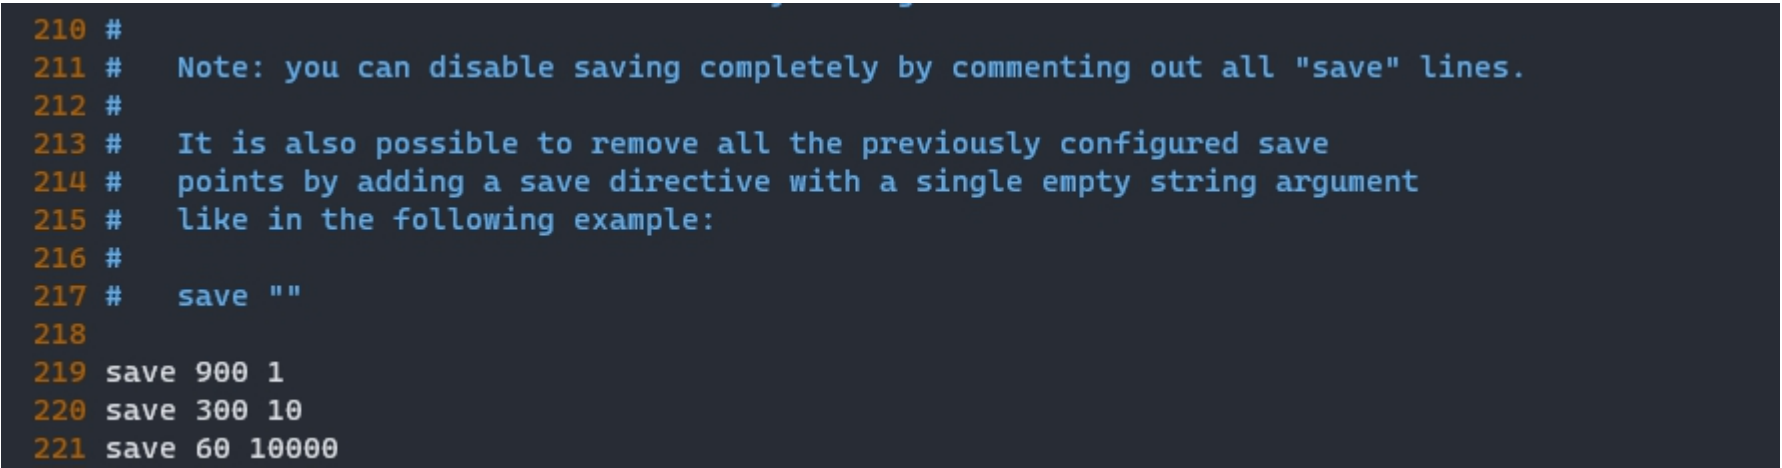 210 #
211 #   Note: you can disable saving completely by commenting out all "save" lines.
212 #
213 #   It is also possible to remove all the previously configured save
214 #   points by adding a save directive with a single empty string argument
215 #   like in the following example:
216 #
217 #   save ""
218
219 save 900 1
220 save 300 10
221 save 60 10000